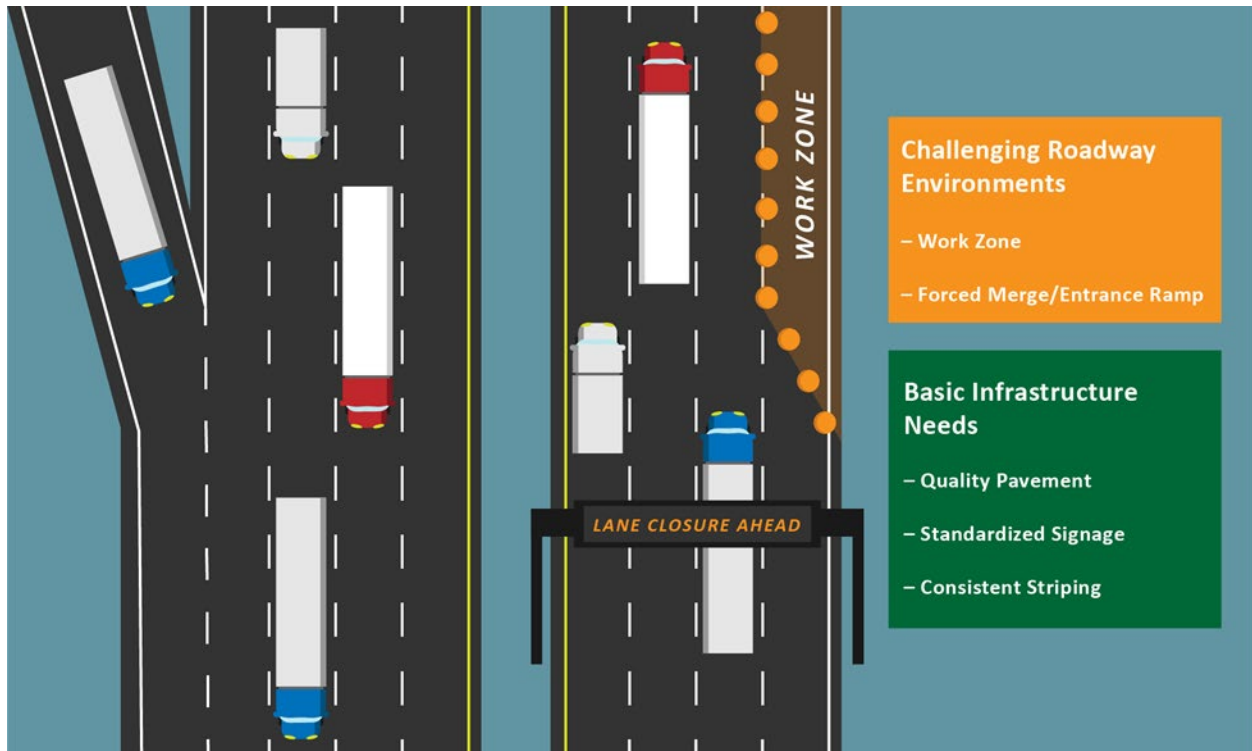 WORK ZONE
LANE CLOSURE AHEAD
Challenging Roadway
Environments
– Work Zone
– Forced Merge/Entrance Ramp
Basic Infrastructure
Needs
– Quality Pavement
– Standardized Signage
– Consistent Striping